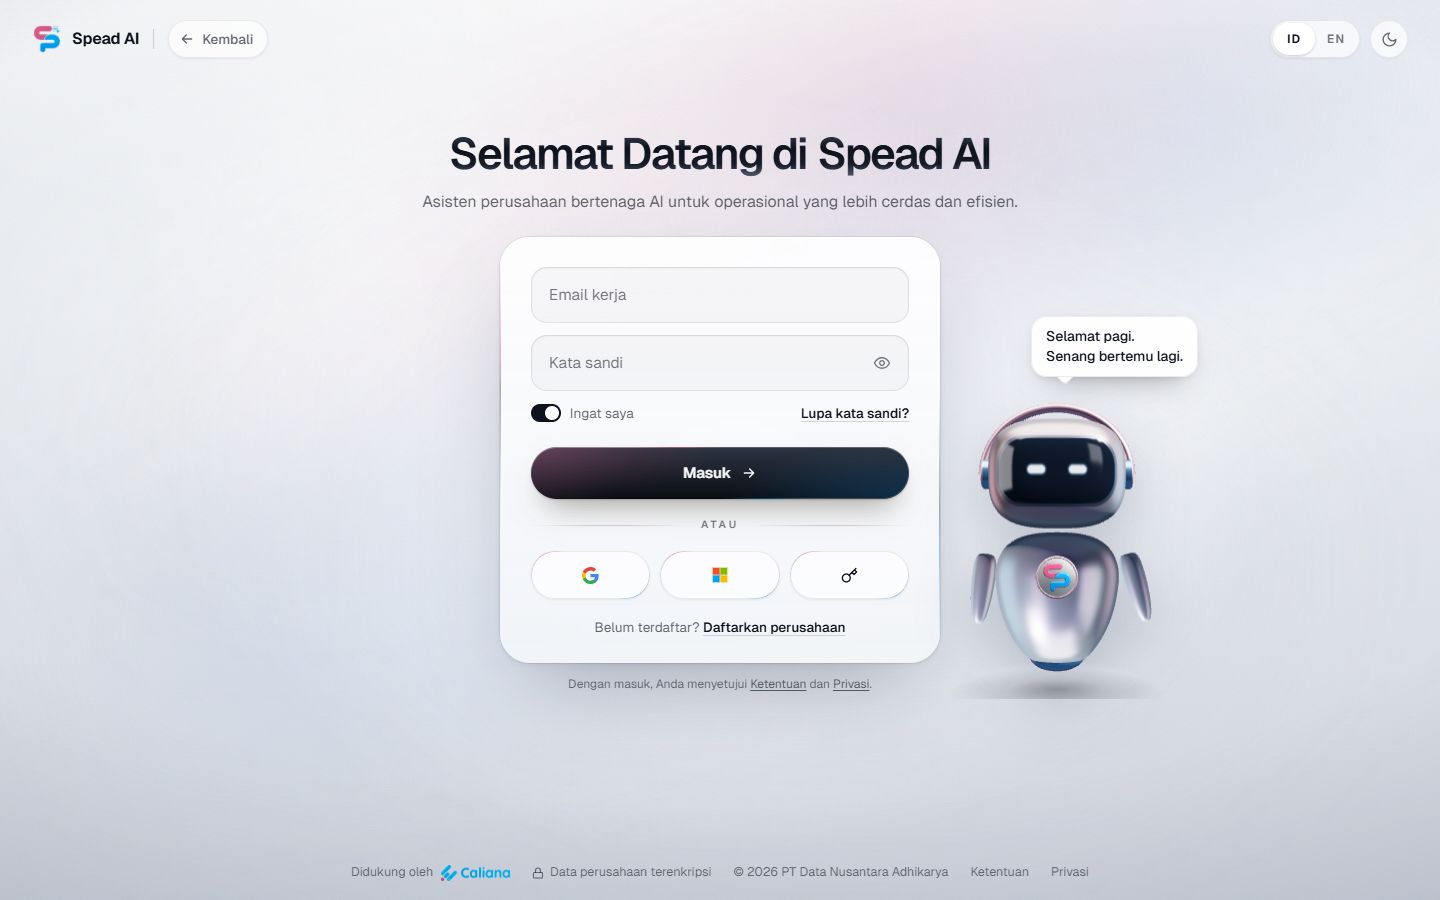 Spead AI
Kembali
ID
EN
Selamat Datang di Spead AI
Asisten perusahaan bertenaga AI untuk operasional yang lebih cerdas dan efisien.
Email kerja
Kata sandi
Ingat saya
Lupa kata sandi?
Masuk
ATAU
Belum terdaftar? Daftarkan perusahaan
Dengan masuk, Anda menyetujui Ketentuan dan Privasi.
Selamat pagi.
Senang bertemu lagi.
Didukung oleh Caliana
Data perusahaan terenkripsi
© 2026 PT Data Nusantara Adhikarya
Ketentuan
Privasi